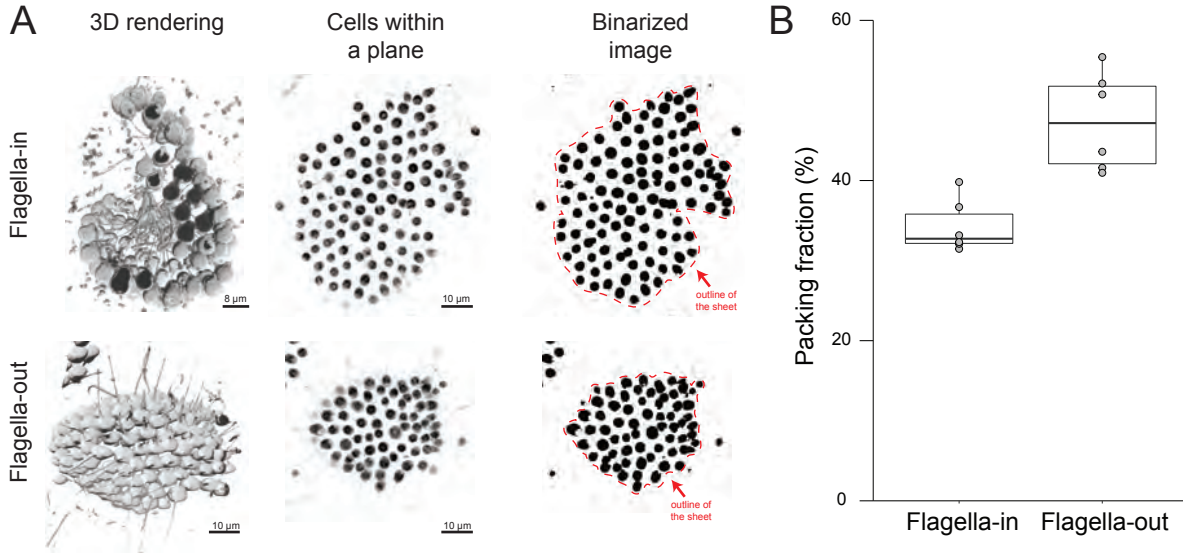 A
3D rendering
Cells within
a plane
Binarized
image
Flagella-in
8 µm
10 µm
outline of
the sheet
Flagella-out
10 µm
10 µm
outline of
the sheet
B
Packing fraction (%)
60
40
20
0
Flagella-in
Flagella-out